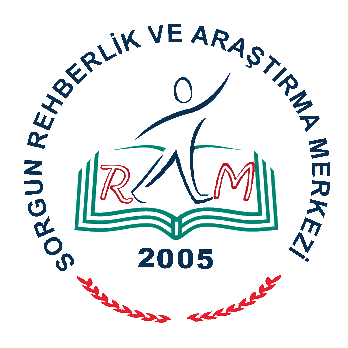 SORGUN REHBERLİK VE ARAŞTIRMA MERKEZİ
RAM
2005